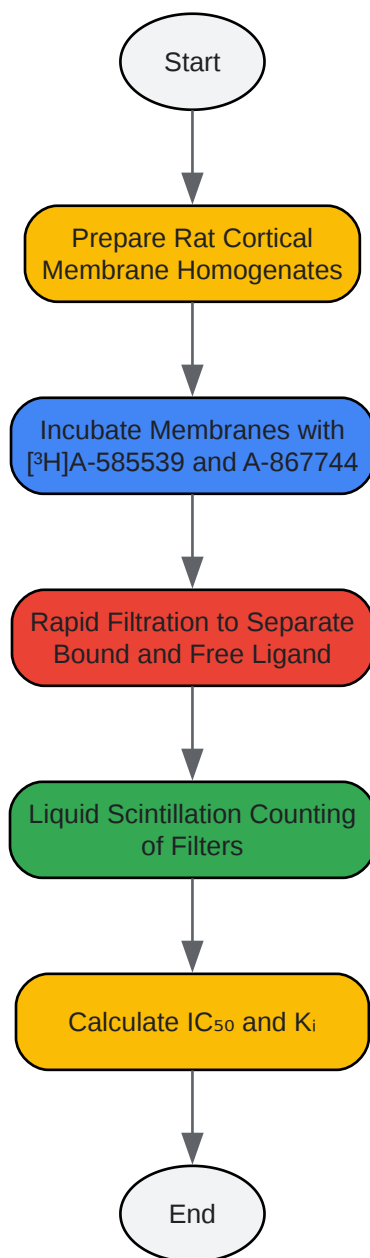 Start
Prepare Rat Cortical
Membrane Homogenates
Incubate Membranes with
[³H]A-585539 and A-867744
Rapid Filtration to Separate
Bound and Free Ligand
Liquid Scintillation Counting
of Filters
Calculate IC₅₀ and Kᵢ
End